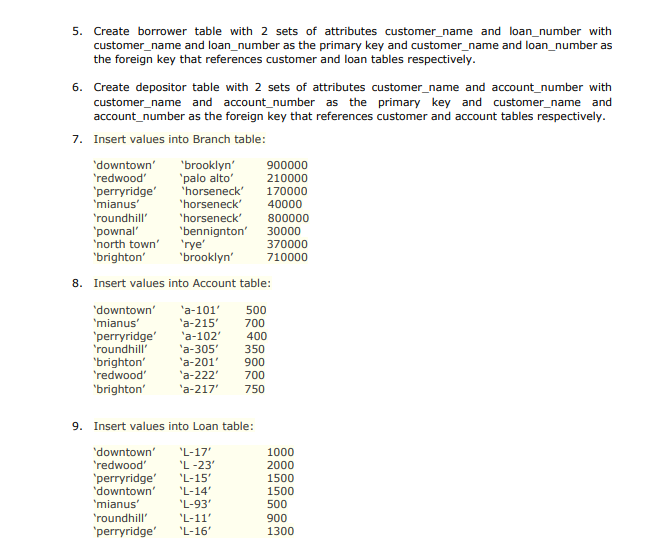 5. Create borrower table with 2 sets of attributes customer_name and loan_number with
customer_name and loan_number as the primary key and customer_name and loan_number as
the foreign key that references customer and loan tables respectively.
6. Create depositor table with 2 sets of attributes customer_name and account_number with
customer_name and account_number as the primary key and customer_name and
account_number as the foreign key that references customer and account tables respectively.
7. Insert values into Branch table:
‘downtown’ ‘brooklyn’ 900000
‘redwood’ ‘palo alto’ 210000
‘perryridge’ ‘horseneck’ 170000
‘mianus’ ‘horseneck’ 40000
‘roundhill’ ‘horseneck’ 800000
‘pownal’ ‘bennignton’ 30000
‘north town’ ‘rye’ 370000
‘brighton’ ‘brooklyn’ 710000
8. Insert values into Account table:
‘downtown’ ‘a-101’ 500
‘mianus’ ‘a-215’ 700
‘perryridge’ ‘a-102’ 400
‘roundhill’ ‘a-305’ 350
‘brighton’ ‘a-201’ 900
‘redwood’ ‘a-222’ 700
‘brighton’ ‘a-217’ 750
9. Insert values into Loan table:
‘downtown’ ‘L-17’ 1000
‘redwood’ ‘L -23’ 2000
‘perryridge’ ‘L-15’ 1500
‘downtown’ ‘L-14’ 1500
‘mianus’ ‘L-93’ 500
‘roundhill’ ‘L-11’ 900
‘perryridge’ ‘L-16’ 1300